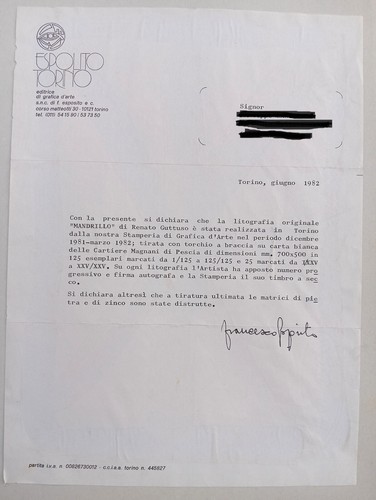 ESPOSITO
TORINO
editrice
di grafica d'arte
s.n.c. di f. esposito e c.
corso matteotti 30 - 10121 torino
tel. (011) 54 15 90 / 53 73 50
Signor
Torino, giugno 1982
Con la presente si dichiara che la litografia originale
"MANDRILLO" di Renato Guttuso è stata realizzata in Torino
dalla nostra Stamperia di Grafica d'Arte nel periodo dicembre
1981-marzo 1982; tirata con torchio a braccia su carta bianca
delle Cartiere Magnani di Pescia di dimensioni mm. 700x500 in
125 esemplari marcati da 1/125 a 125/125 e 25 marcati da I/XXV
a XXV/XXV. Su ogni litografia l'Artista ha apposto numero pro
gressivo e firma autografa e la Stamperia il suo timbro a sec
co.
Si dichiara altresì che a tiratura ultimata le matrici di pie
tra e di zinco sono state distrutte.
Francesco Esposito
partita i.v.a. n. 00826730012 - c.c.i.a.a. torino n. 445927